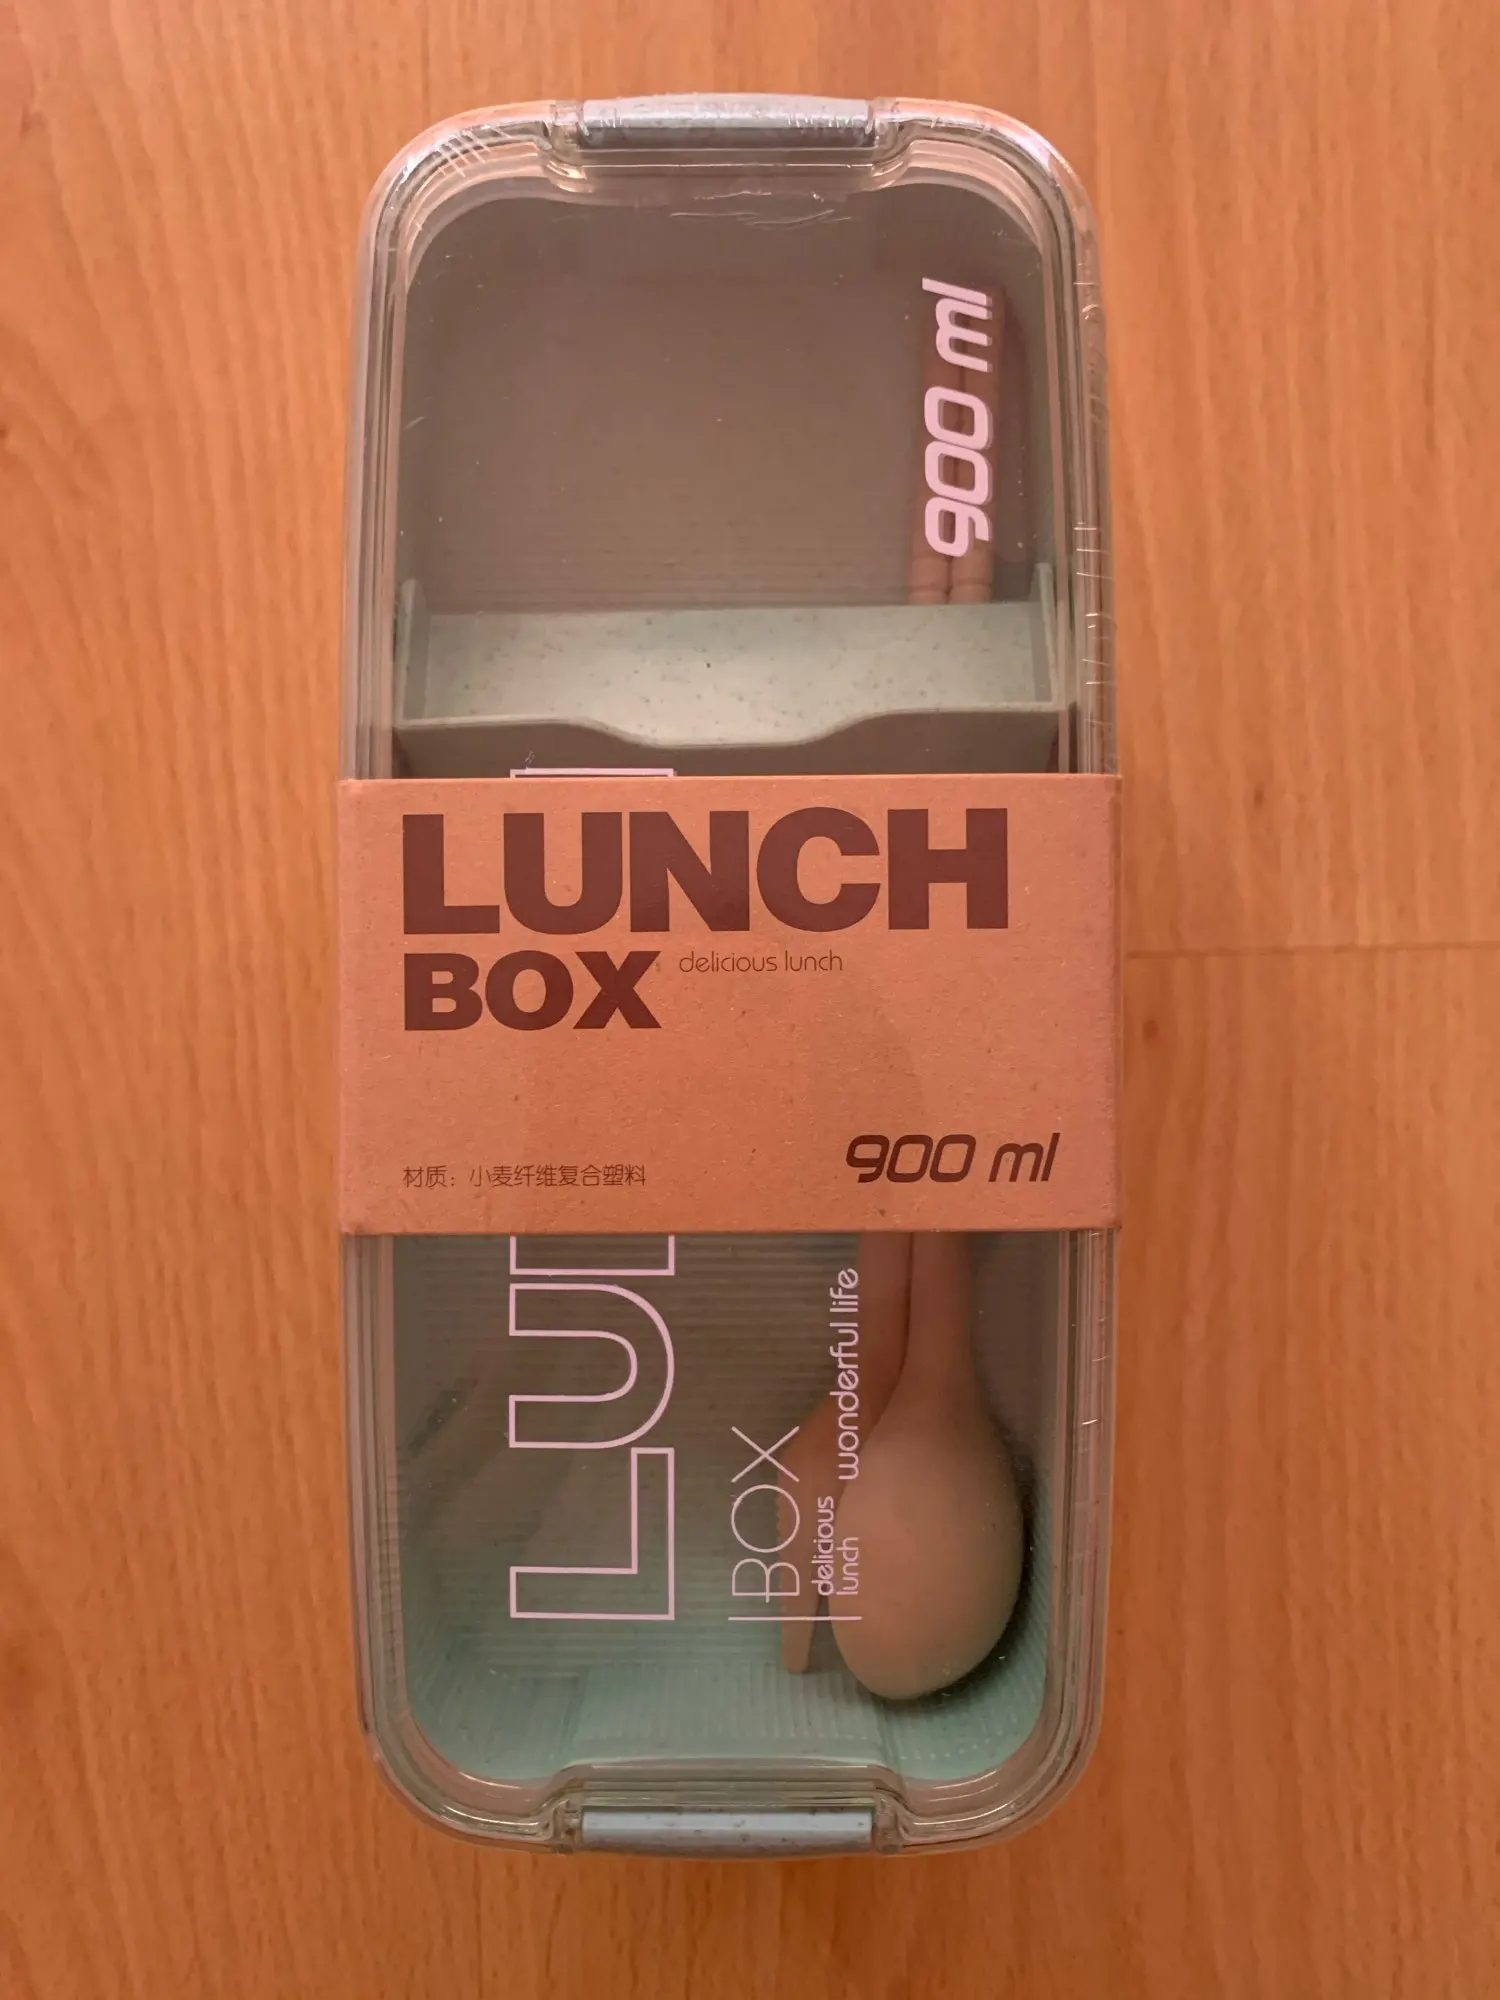 900 ml
LUNCH
BOX delicious lunch
材质：小麦纤维复合塑料
900 ml
LU
BOX
delicious
lunch wonderful life